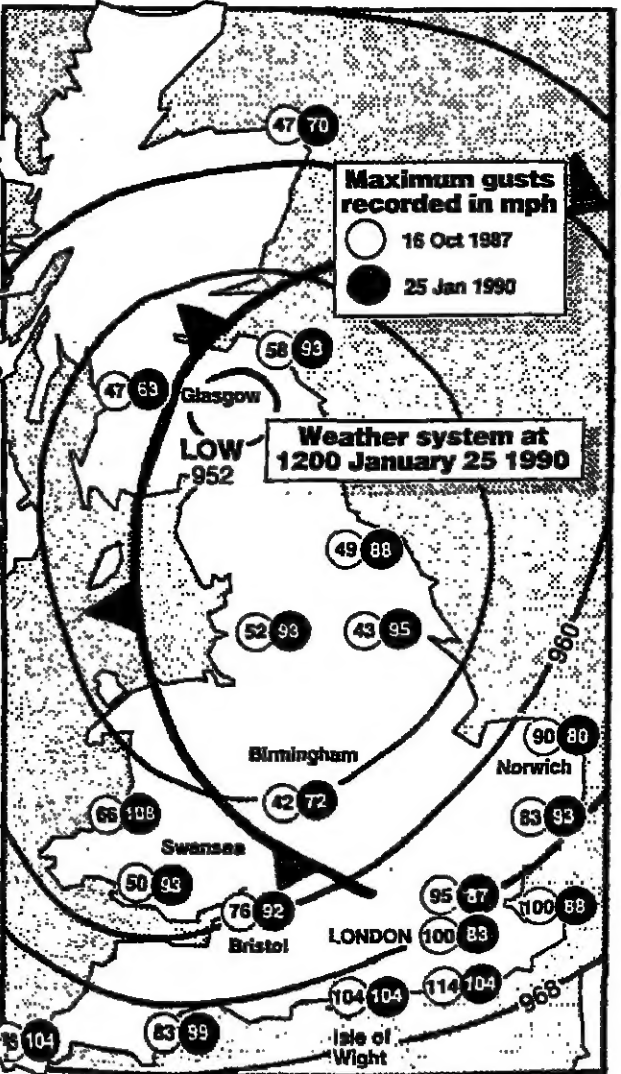 47 70
Maximum gusts
recorded in mph
16 Oct 1987
25 Jan 1990
58 93
47 63
Glasgow
LOW
952
Weather system at
1200 January 25 1990
49 88
52 93
43 95
960
90 80
Norwich
Birmingham
42 72
66 108
83 93
Swansea
50 93
76 92
Bristol
95 87
100 88
LONDON 100 83
104 104
114 104
968
104
83 99
Isle of
Wight